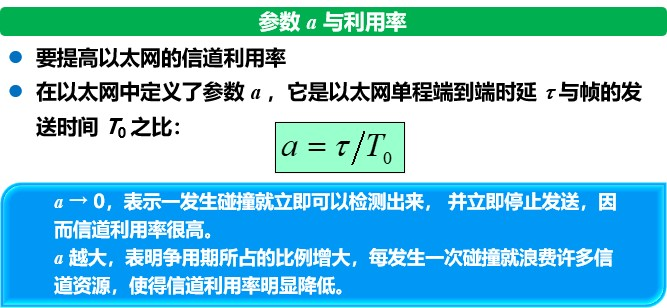 参数 a 与利用率
要提高以太网的信道利用率
在以太网中定义了参数 a ，它是以太网单程端到端时延 τ 与帧的发
送时间 T₀ 之比：
a = τ/T₀
a → 0，表示一发生碰撞就立即可以检测出来， 并立即停止发送，因
而信道利用率很高。
a 越大，表明争用期所占的比例增大，每发生一次碰撞就浪费许多信
道资源，使得信道利用率明显降低。